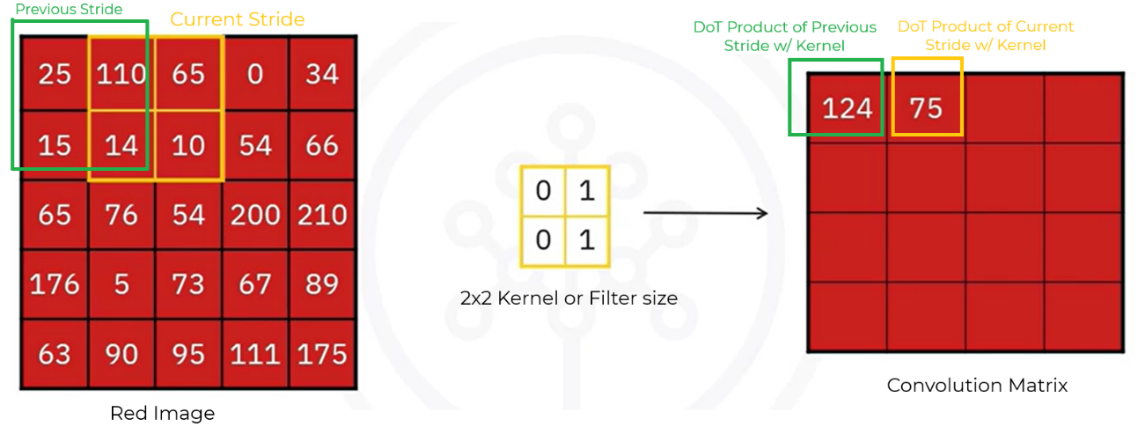 Previous Stride
Current Stride
25 110 65 0 34
15 14 10 54 66
65 76 54 200 210
176 5 73 67 89
63 90 95 111 175
Red Image
0 1
0 1
2x2 Kernel or Filter size
DoT Product of Previous
Stride w/ Kernel
DoT Product of Current
Stride w/ Kernel
124 75
Convolution Matrix